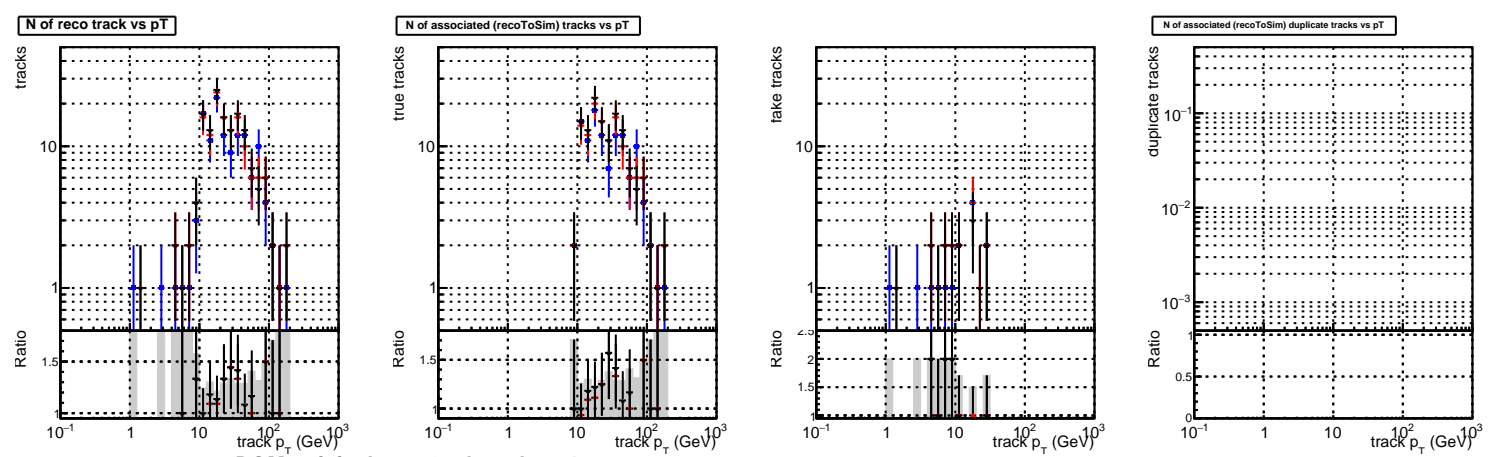 N of reco track vs pT
tracks
10
1
Ratio
1.5
1
10⁻¹ 1 10 10² 10³
track p_T (GeV)
N of associated (recoToSim) tracks vs pT
true tracks
10
1
Ratio
1.5
1
10⁻¹ 1 10 10² 10³
track p_T (GeV)
fake tracks
10
1
Ratio
2.5
2
1.5
1
10⁻¹ 1 10 10² 10³
track p_T (GeV)
N of associated (recoToSim) duplicate tracks vs pT
duplicate tracks
10⁻¹
10⁻²
10⁻³
Ratio
1
0.5
0
10⁻¹ 1 10 10² 10³
track p_T (GeV)